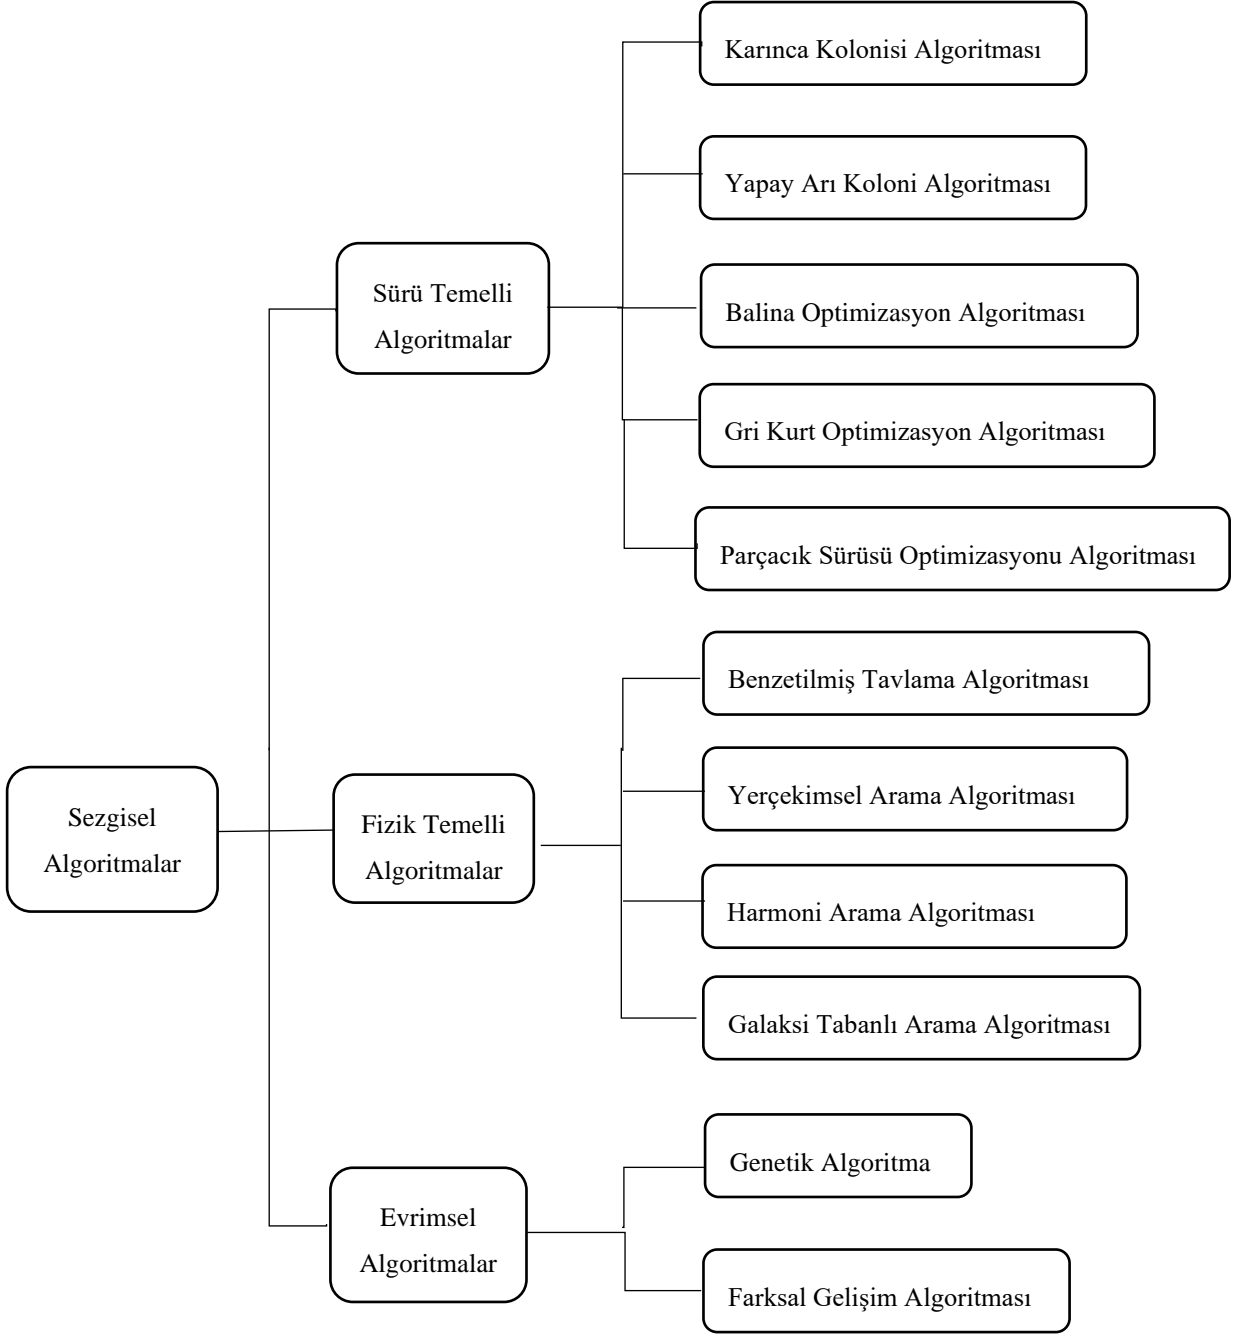 Karınca Kolonisi Algoritması
Yapay Arı Koloni Algoritması
Sürü Temelli
Algoritmalar
Balina Optimizasyon Algoritması
Gri Kurt Optimizasyon Algoritması
Parçacık Sürüsü Optimizasyonu Algoritması
Benzetilmiş Tavlama Algoritması
Yerçekimsel Arama Algoritması
Sezgisel
Algoritmalar
Fizik Temelli
Algoritmalar
Harmoni Arama Algoritması
Galaksi Tabanlı Arama Algoritması
Genetik Algoritma
Evrimsel
Algoritmalar
Farksal Gelişim Algoritması